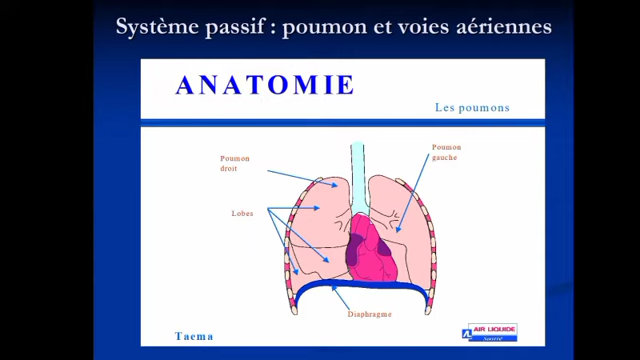 Système passif : poumon et voies aériennes
ANATOMIE
Les poumons
Poumon
droit
Poumon
gauche
Lobes
Diaphragme
Taema
AIR LIQUIDE